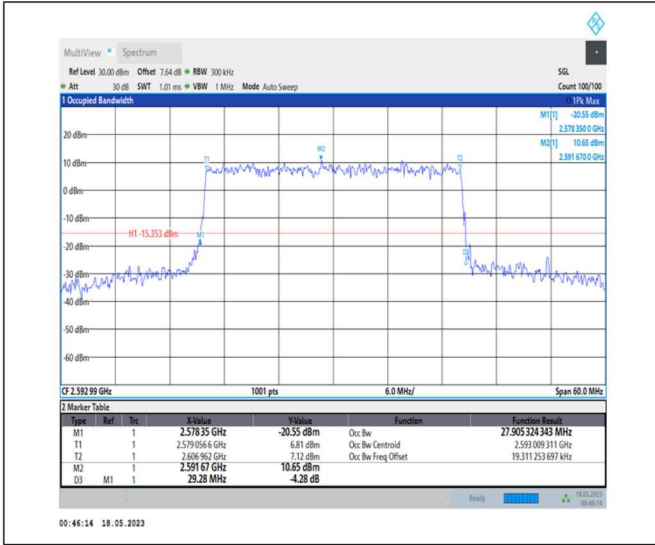 MultiView Spectrum
Ref Level 30.00 dBm Offset 7.64 dB RBW 300 kHz SGL
Att 30 dB SWT 1.01 ms VBW 1 MHz Mode Auto Sweep Count 100/100
1 Occupied Bandwidth 1Pk Max
M1[1] -20.55 dBm
2.578 350 0 GHz
20 dBm
M2[1] 10.65 dBm
2.591 670 0 GHz
M2
T1 T2
10 dBm
0 dBm
-10 dBm
H1 -15.353 dBm M1
-20 dBm
-30 dBm
-40 dBm
-50 dBm
-60 dBm
CF 2.592 99 GHz 1001 pts 6.0 MHz/ Span 60.0 MHz
2 Marker Table
Type Ref Trc X-Value Y-Value Function Function Result
M1 1 2.578 35 GHz -20.55 dBm Occ Bw 27.905 324 343 MHz
T1 1 2.579 056 6 GHz 6.81 dBm Occ Bw Centroid 2.593 009 311 GHz
T2 1 2.606 962 GHz 7.12 dBm Occ Bw Freq Offset 19.311 253 697 kHz
M2 1 2.591 67 GHz 10.65 dBm
D3 M1 1 29.28 MHz -4.28 dB
Ready 18.05.2023
00:46:14
00:46:14 18.05.2023